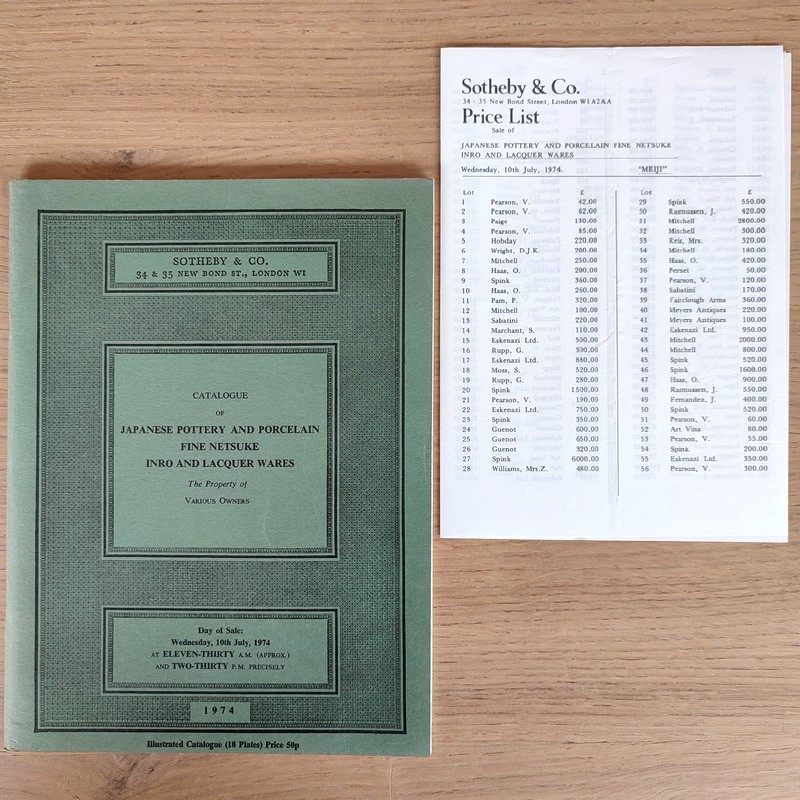 SOTHEBY & CO.
34 & 35 NEW BOND ST., LONDON W1
CATALOGUE
OF
JAPANESE POTTERY AND PORCELAIN
FINE NETSUKE
INRO AND LACQUER WARES
The Property of
VARIOUS OWNERS
Day of Sale:
Wednesday, 10th July, 1974
AT ELEVEN-THIRTY A.M. (APPROX.)
AND TWO-THIRTY P.M. PRECISELY
1974
Illustrated Catalogue (18 Plates) Price 50p
Sotheby & Co.
34 - 35 New Bond Street, London W1A2AA
Price List
Sale of
JAPANESE POTTERY AND PORCELAIN FINE NETSUKE
INRO AND LACQUER WARES
Wednesday, 10th July, 1974. "MEIJI"
Lot £
1 Pearson, V. 42.00
2 Pearson, V. 62.00
3 Paige 130.00
4 Pearson, V. 85.00
5 Hobday 220.00
6 Wright, D.J.K. 200.00
7 Mitchell 250.00
8 Haas, O. 200.00
9 Spink 360.00
10 Haas, O. 260.00
11 Pam, P. 320.00
12 Mitchell 100.00
13 Sabatini 220.00
14 Marchant, S. 110.00
15 Eskenazi Ltd. 500.00
16 Rupp, G. 300.00
17 Eskenazi Ltd. 880.00
18 Moss, S. 520.00
19 Rupp, G. 280.00
20 Spink 1500.00
21 Pearson, V. 190.00
22 Eskenazi Ltd. 750.00
23 Spink 350.00
24 Guenot 600.00
25 Guenot 650.00
26 Guenot 320.00
27 Spink 6000.00
28 Williams, Mrs.Z. 480.00
Lot £
29 Spink 550.00
30 Rasmussen, J. 420.00
31 Mitchell 2800.00
32 Mitchell 300.00
33 Reiz, Mrs. 320.00
34 Mitchell 180.00
35 Haas, O. 420.00
36 Pernet 50.00
37 Pearson, V. 120.00
38 Sabatini 170.00
39 Fairclough Arms 360.00
40 Meyers Antiques 220.00
41 Meyers Antiques 100.00
42 Eskenazi Ltd. 950.00
43 Mitchell 2000.00
44 Mitchell 800.00
45 Spink 520.00
46 Spink 1600.00
47 Haas, O. 900.00
48 Rasmussen, J. 550.00
49 Fernandez, J. 400.00
50 Spink 520.00
51 Pearson, V. 60.00
52 Art Vina 80.00
53 Pearson, V. 55.00
54 Spink 200.00
55 Eskenazi Ltd. 350.00
56 Pearson, V. 300.00